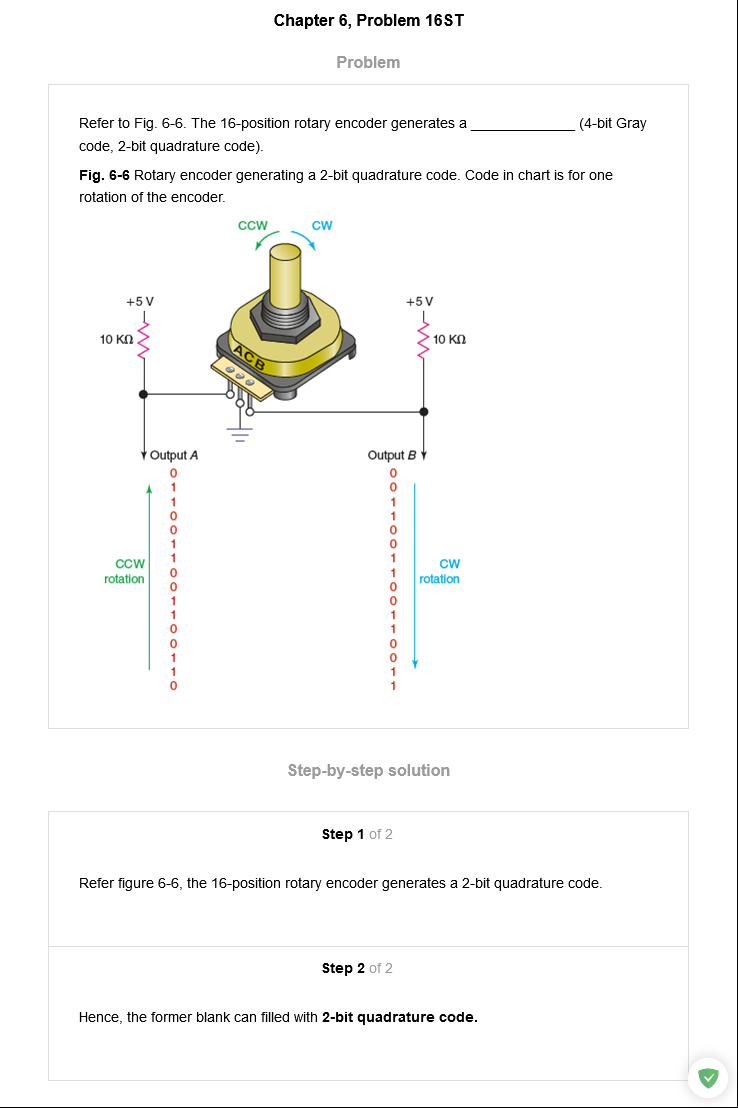 Chapter 6, Problem 16ST
Problem
Refer to Fig. 6-6. The 16-position rotary encoder generates a _____________ (4-bit Gray
code, 2-bit quadrature code).
Fig. 6-6 Rotary encoder generating a 2-bit quadrature code. Code in chart is for one
rotation of the encoder.
CCW CW
+5 V +5 V
10 KΩ 10 KΩ
ACB
Output A Output B
0 0
1 0
1 1
0 1
0 0
1 0
1 1
0 1
0 0
1 0
1 1
0 1
0 0
1 0
1 1
0 1
CCW
rotation
CW
rotation
Step-by-step solution
Step 1 of 2
Refer figure 6-6, the 16-position rotary encoder generates a 2-bit quadrature code.
Step 2 of 2
Hence, the former blank can filled with 2-bit quadrature code.